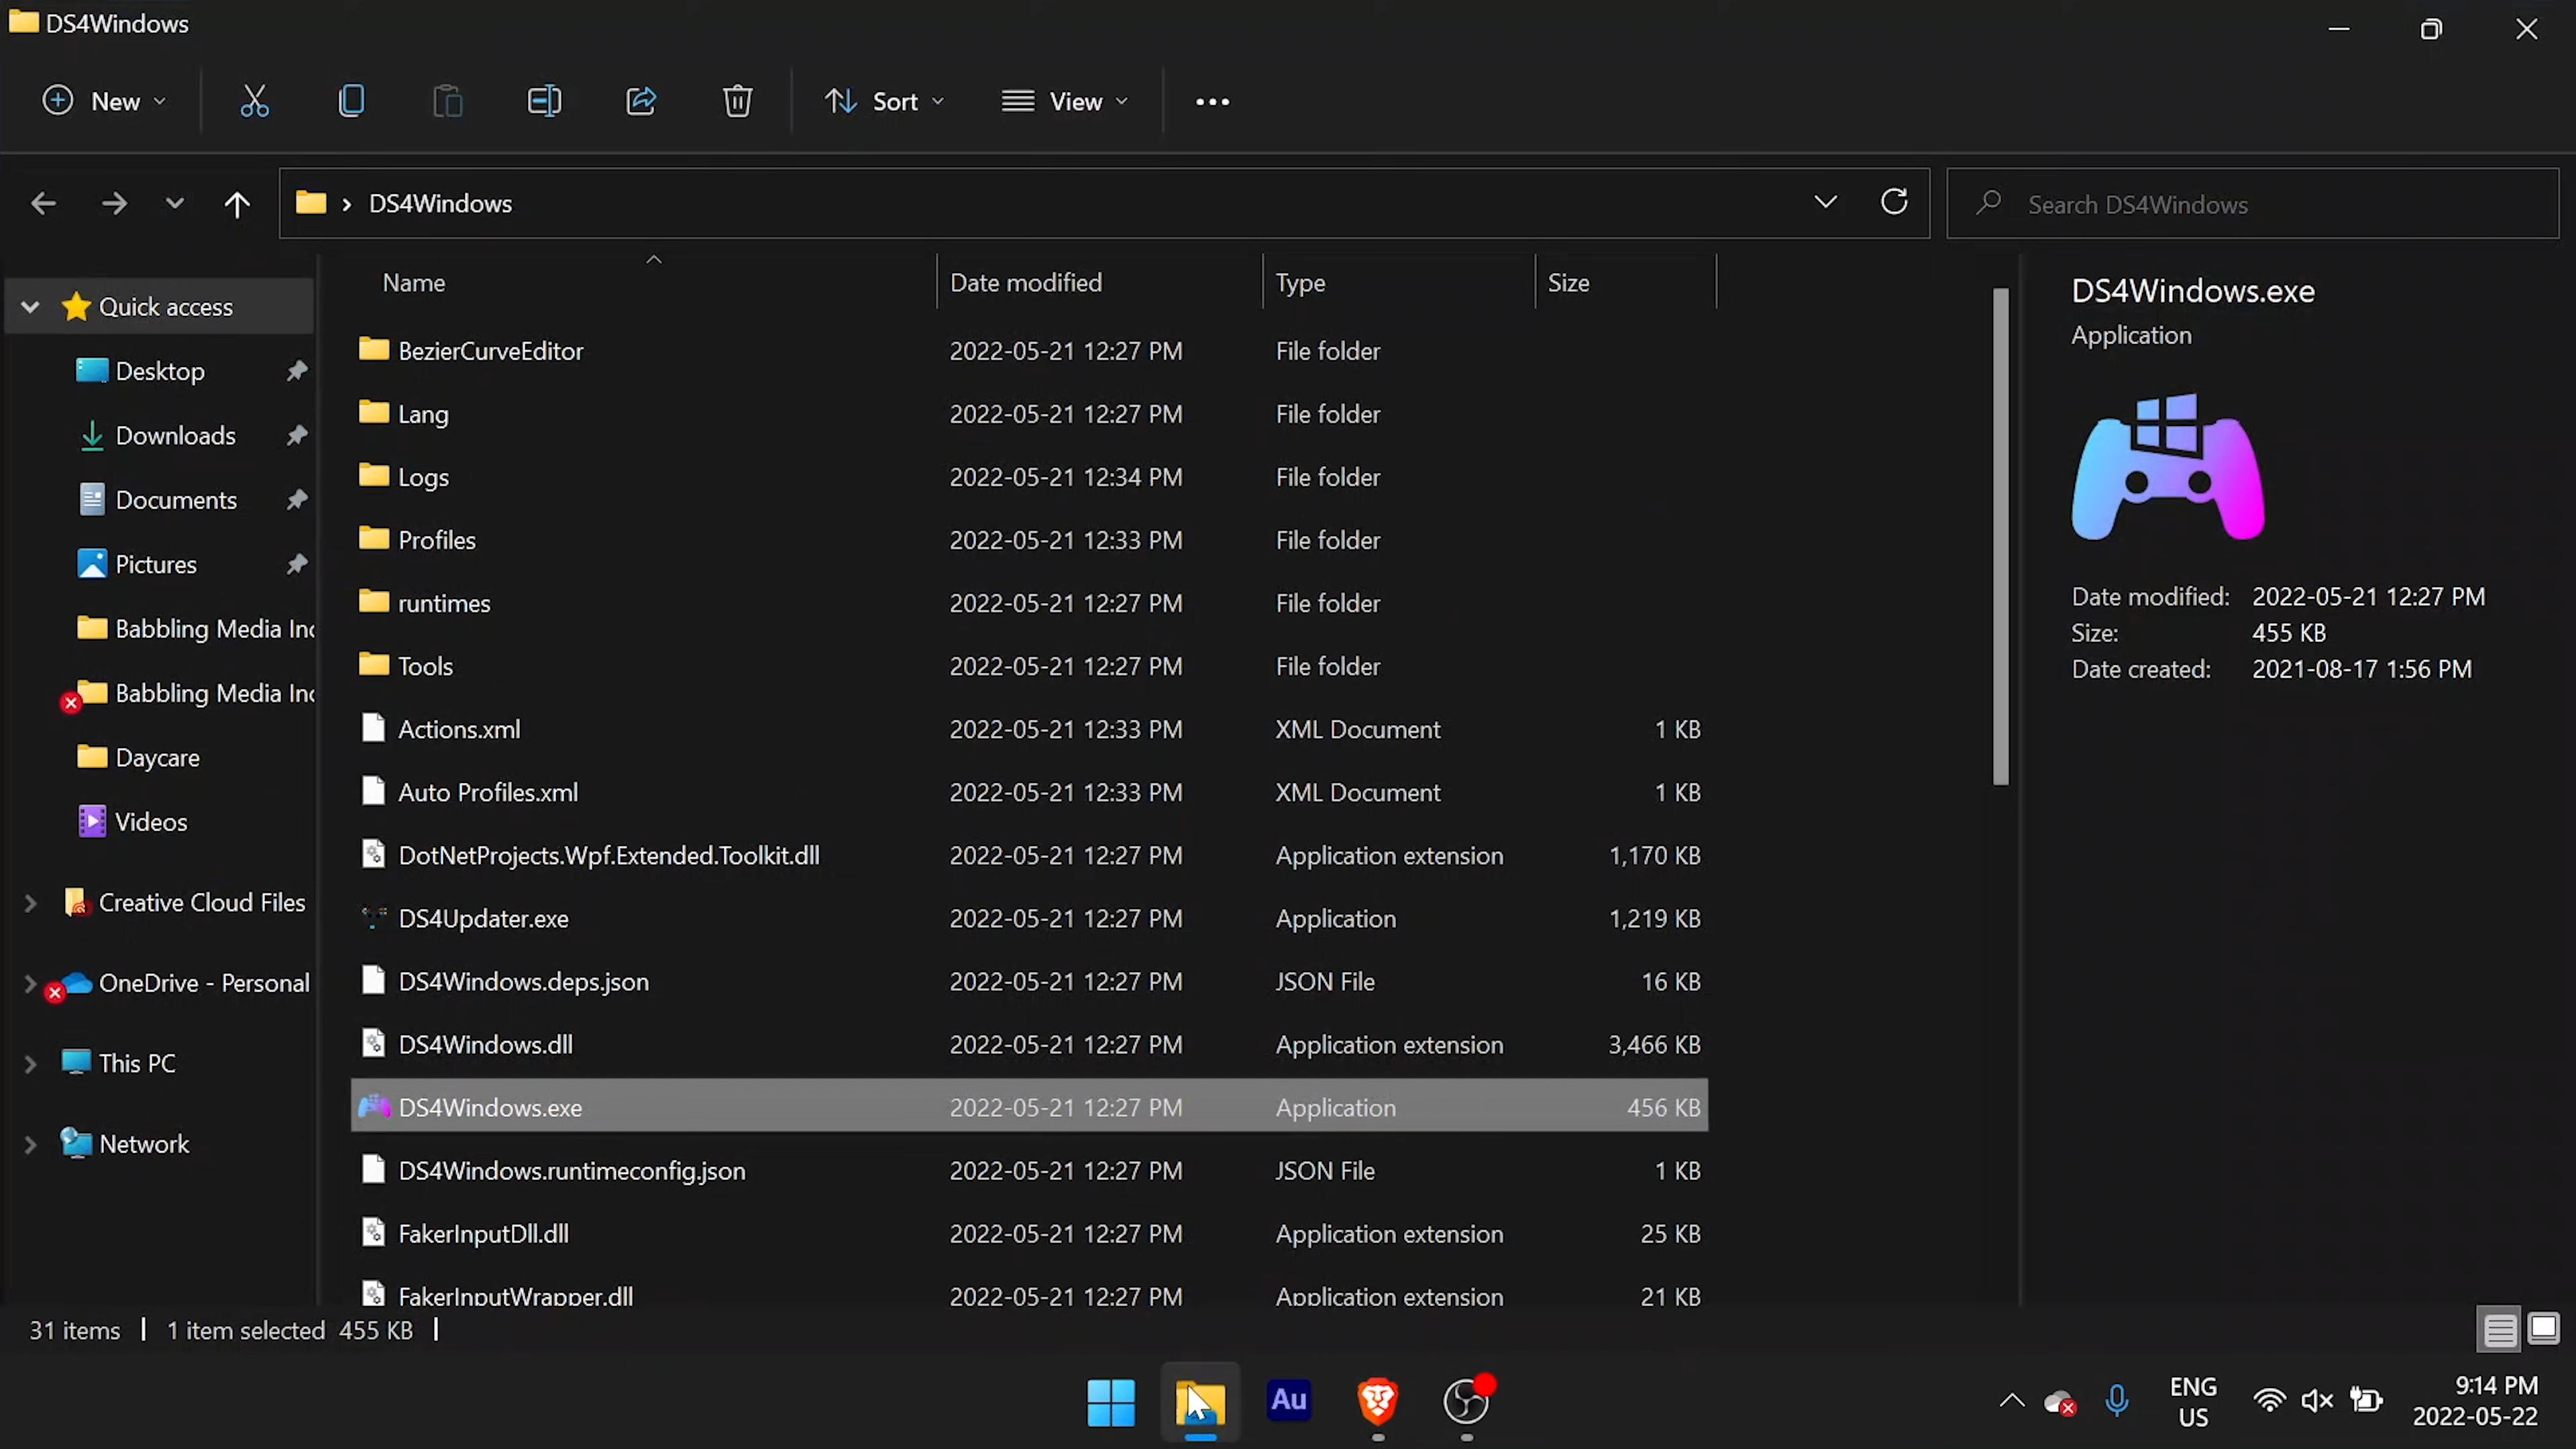 DS4Windows
New
Sort
View
DS4Windows
Search DS4Windows
Name Date modified Type Size
Quick access
Desktop
Downloads
Documents
Pictures
Babbling Media Inc
Babbling Media Inc
Daycare
Videos
Creative Cloud Files
OneDrive - Personal
This PC
Network
BezierCurveEditor 2022-05-21 12:27 PM File folder
Lang 2022-05-21 12:27 PM File folder
Logs 2022-05-21 12:34 PM File folder
Profiles 2022-05-21 12:33 PM File folder
runtimes 2022-05-21 12:27 PM File folder
Tools 2022-05-21 12:27 PM File folder
Actions.xml 2022-05-21 12:33 PM XML Document 1 KB
Auto Profiles.xml 2022-05-21 12:33 PM XML Document 1 KB
DotNetProjects.Wpf.Extended.Toolkit.dll 2022-05-21 12:27 PM Application extension 1,170 KB
DS4Updater.exe 2022-05-21 12:27 PM Application 1,219 KB
DS4Windows.deps.json 2022-05-21 12:27 PM JSON File 16 KB
DS4Windows.dll 2022-05-21 12:27 PM Application extension 3,466 KB
DS4Windows.exe 2022-05-21 12:27 PM Application 456 KB
DS4Windows.runtimeconfig.json 2022-05-21 12:27 PM JSON File 1 KB
FakerInputDll.dll 2022-05-21 12:27 PM Application extension 25 KB
FakerInputWrapper.dll 2022-05-21 12:27 PM Application extension 21 KB
DS4Windows.exe
Application
Date modified: 2022-05-21 12:27 PM
Size: 455 KB
Date created: 2021-08-17 1:56 PM
31 items 1 item selected 455 KB
Au
ENG
US
9:14 PM
2022-05-22